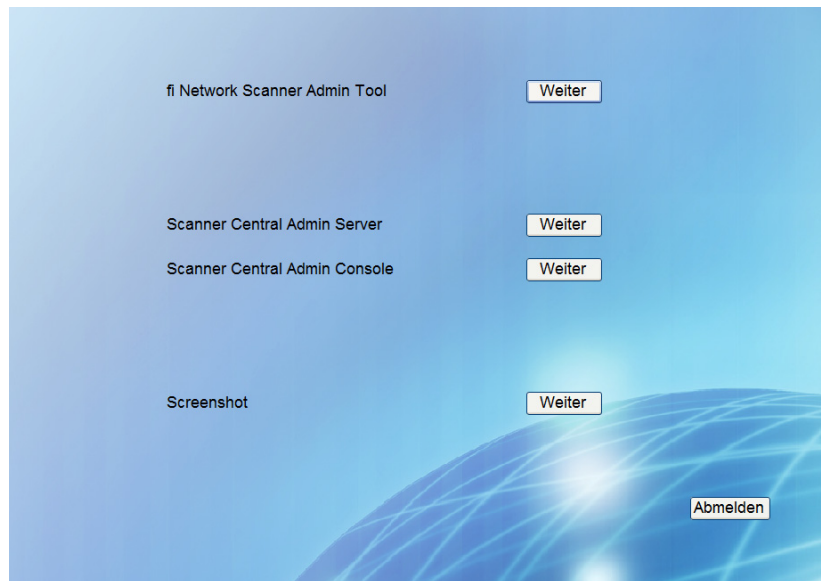 fi Network Scanner Admin Tool Weiter
Scanner Central Admin Server Weiter
Scanner Central Admin Console Weiter
Screenshot Weiter
Abmelden